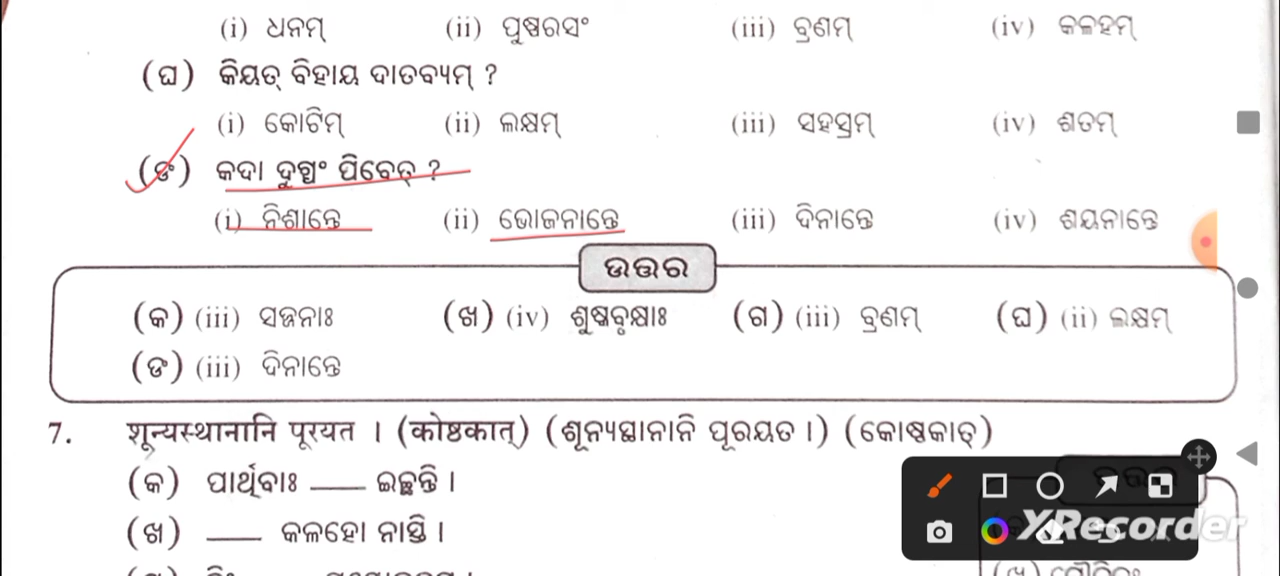 (i) ଧନମ୍ (ii) ପୁଷ୍ପରସଂ (iii) ବ୍ରଣମ୍ (iv) କଳହମ୍
(ଘ) କିୟତ୍ ବିହାୟ ଦାତବ୍ୟମ୍ ?
(i) କୋଟିମ୍ (ii) ଲକ୍ଷମ୍ (iii) ସହସ୍ରମ୍ (iv) ଶତମ୍
(ଙ) କଦା ଦୁଗ୍ଧଂ ପିବେତ୍ ?
(i) ନିଶାନ୍ତେ (ii) ଭୋଜନାନ୍ତେ (iii) ଦିନାନ୍ତେ (iv) ଶୟନାନ୍ତେ
ଉତ୍ତର
(କ) (iii) ସଜ୍ଜନାଃ (ଖ) (iv) ଶୁଷ୍କବୃକ୍ଷାଃ (ଗ) (iii) ବ୍ରଣମ୍ (ଘ) (ii) ଲକ୍ଷମ୍
(ଙ) (iii) ଦିନାନ୍ତେ
7. शून्यस्थानानि पूरयत । (कोष्ठकात्) (ଶୂନ୍ୟସ୍ଥାନାନି ପୂରୟତ ।) (କୋଷ୍ଠକାତ୍)
(କ) ପାର୍ଥିବାଃ ___ ଇଚ୍ଛନ୍ତି ।
(ଖ) ___ କଳହୋ ନାସ୍ତି ।
XRecorder